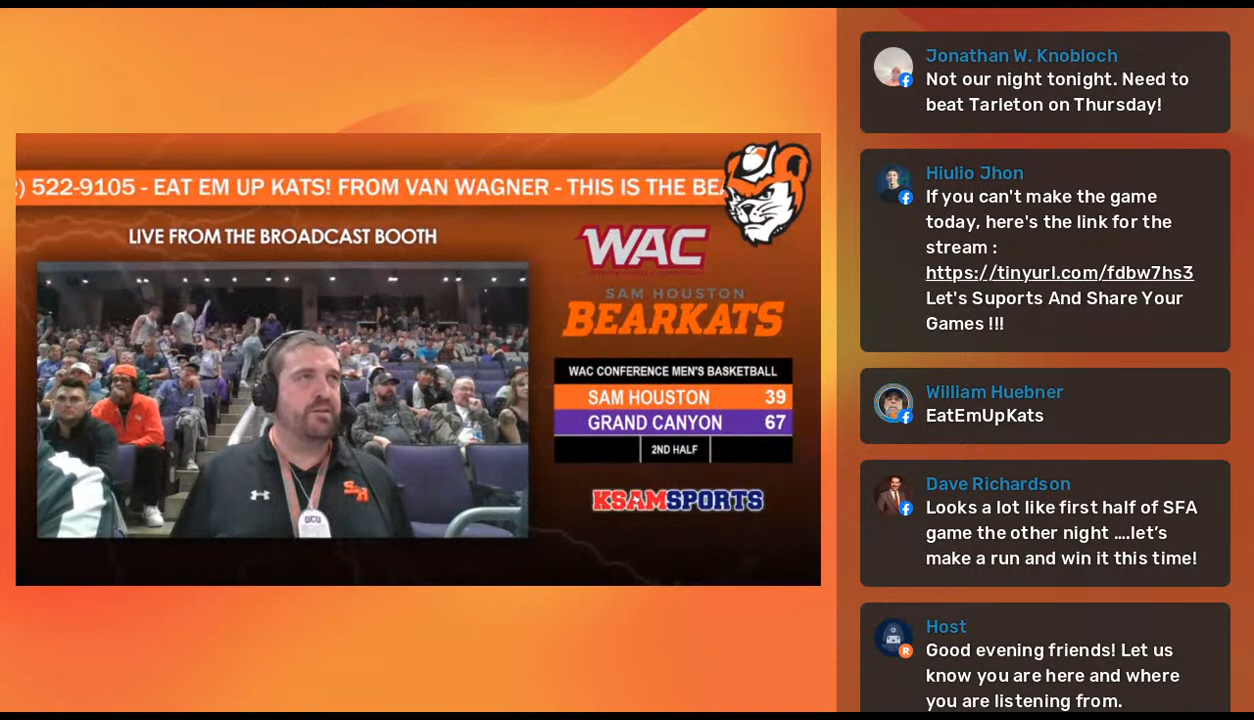 ) 522-9105 - EAT EM UP KATS! FROM VAN WAGNER - THIS IS THE BEA
LIVE FROM THE BROADCAST BOOTH
WAC
SAM HOUSTON
BEARKATS
WAC CONFERENCE MEN'S BASKETBALL
SAM HOUSTON 39
GRAND CANYON 67
2ND HALF
KSAMSPORTS
GCU
Jonathan W. Knobloch
Not our night tonight. Need to
beat Tarleton on Thursday!
Hiulio Jhon
If you can't make the game
today, here's the link for the
stream :
https://tinyurl.com/fdbw7hs3
Let's Suports And Share Your
Games !!!
William Huebner
EatEmUpKats
Dave Richardson
Looks a lot like first half of SFA
game the other night ....let’s
make a run and win it this time!
Host
Good evening friends! Let us
know you are here and where
you are listening from.